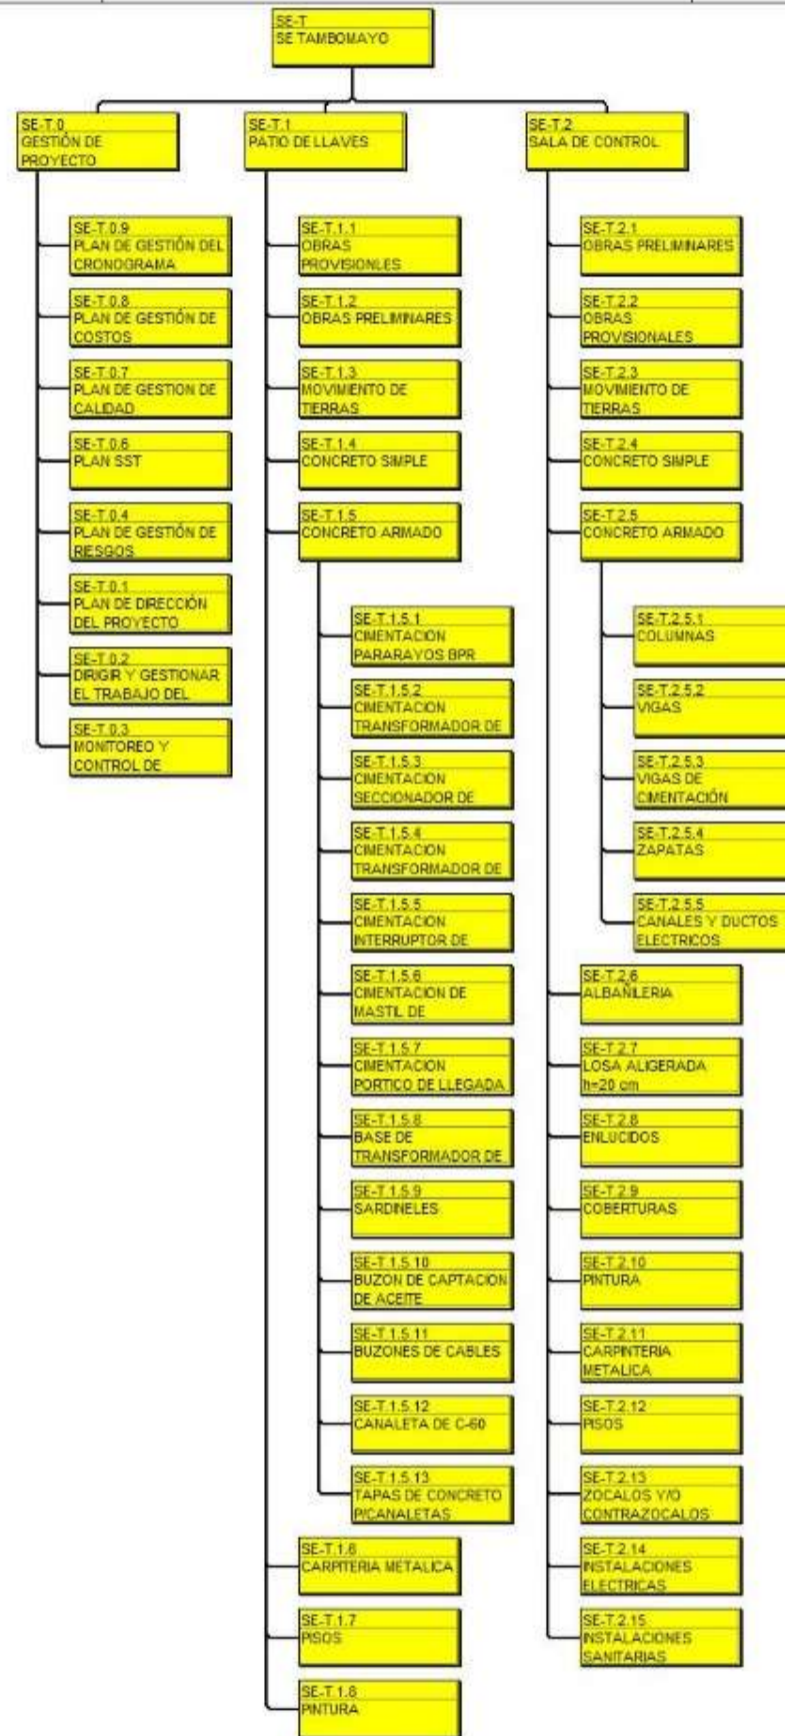 SE-T
SE TAMBOMAYO
SE-T.0
GESTIÓN DE
PROYECTO
SE-T.0.9
PLAN DE GESTIÓN DEL
CRONOGRAMA
SE-T.0.8
PLAN DE GESTIÓN DE
COSTOS
SE-T.0.7
PLAN DE GESTION DE
CALIDAD
SE-T.0.6
PLAN SST
SE-T.0.4
PLAN DE GESTIÓN DE
RIESGOS
SE-T.0.1
PLAN DE DIRECCIÓN
DEL PROYECTO
SE-T.0.2
DIRIGIR Y GESTIONAR
EL TRABAJO DEL
SE-T.0.3
MONITOREO Y
CONTROL DE
SE-T.1
PATIO DE LLAVES
SE-T.1.1
OBRAS
PROVISIONLES
SE-T.1.2
OBRAS PRELIMINARES
SE-T.1.3
MOVIMIENTO DE
TIERRAS
SE-T.1.4
CONCRETO SIMPLE
SE-T.1.5
CONCRETO ARMADO
SE-T.1.5.1
CIMENTACION
PARARAYOS BPR
SE-T.1.5.2
CIMENTACION
TRANSFORMADOR DE
SE-T.1.5.3
CIMENTACION
SECCIONADOR DE
SE-T.1.5.4
CIMENTACION
TRANSFORMADOR DE
SE-T.1.5.5
CIMENTACION
INTERRUPTOR DE
SE-T.1.5.6
CIMENTACION DE
MASTIL DE
SE-T.1.5.7
CIMENTACION
PORTICO DE LLEGADA
SE-T.1.5.8
BASE DE
TRANSFORMADOR DE
SE-T.1.5.9
SARDINELES
SE-T.1.5.10
BUZON DE CAPTACION
DE ACEITE
SE-T.1.5.11
BUZONES DE CABLES
SE-T.1.5.12
CANALETA DE C-60
SE-T.1.5.13
TAPAS DE CONCRETO
P/CANALETAS
SE-T.1.6
CARPITERIA METALICA
SE-T.1.7
PISOS
SE-T.1.8
PINTURA
SE-T.2
SALA DE CONTROL
SE-T.2.1
OBRAS PRELIMINARES
SE-T.2.2
OBRAS
PROVISIONALES
SE-T.2.3
MOVIMIENTO DE
TIERRAS
SE-T.2.4
CONCRETO SIMPLE
SE-T.2.5
CONCRETO ARMADO
SE-T.2.5.1
COLUMNAS
SE-T.2.5.2
VIGAS
SE-T.2.5.3
VIGAS DE
CIMENTACIÓN
SE-T.2.5.4
ZAPATAS
SE-T.2.5.5
CANALES Y DUCTOS
ELECTRICOS
SE-T.2.6
ALBAÑILERIA
SE-T.2.7
LOSA ALIGERADA
h=20 cm
SE-T.2.8
ENLUCIDOS
SE-T.2.9
COBERTURAS
SE-T.2.10
PINTURA
SE-T.2.11
CARPINTERIA
METALICA
SE-T.2.12
PISOS
SE-T.2.13
ZOCALOS Y/O
CONTRAZOCALOS
SE-T.2.14
INSTALACIONES
ELECTRICAS
SE-T.2.15
INSTALACIONES
SANITARIAS